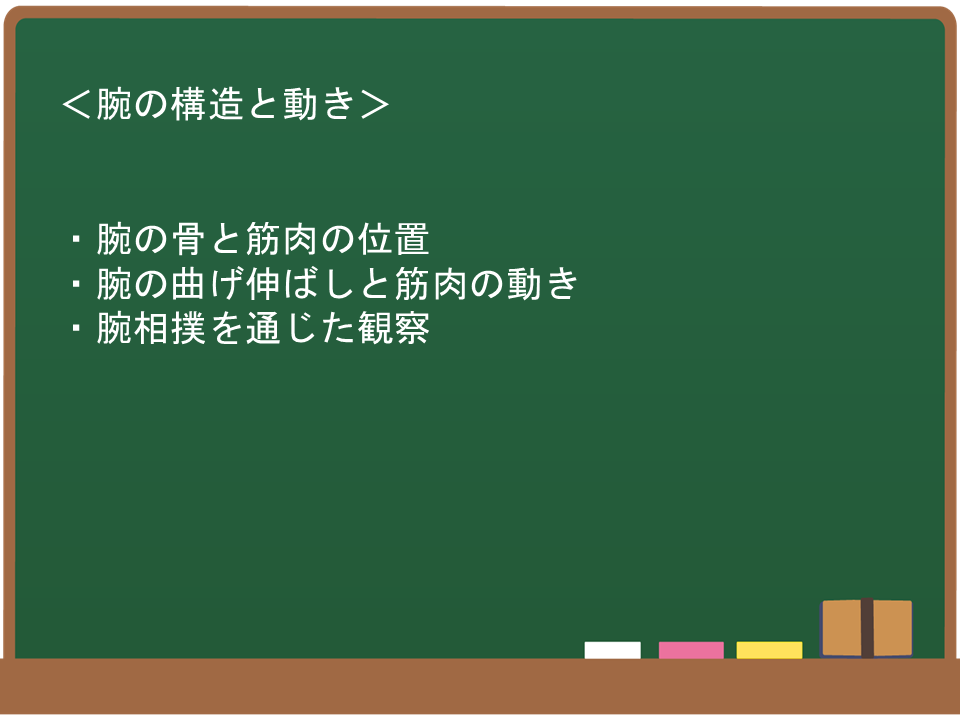 ＜腕の構造と動き＞
・腕の骨と筋肉の位置
・腕の曲げ伸ばしと筋肉の動き
・腕相撲を通じた観察